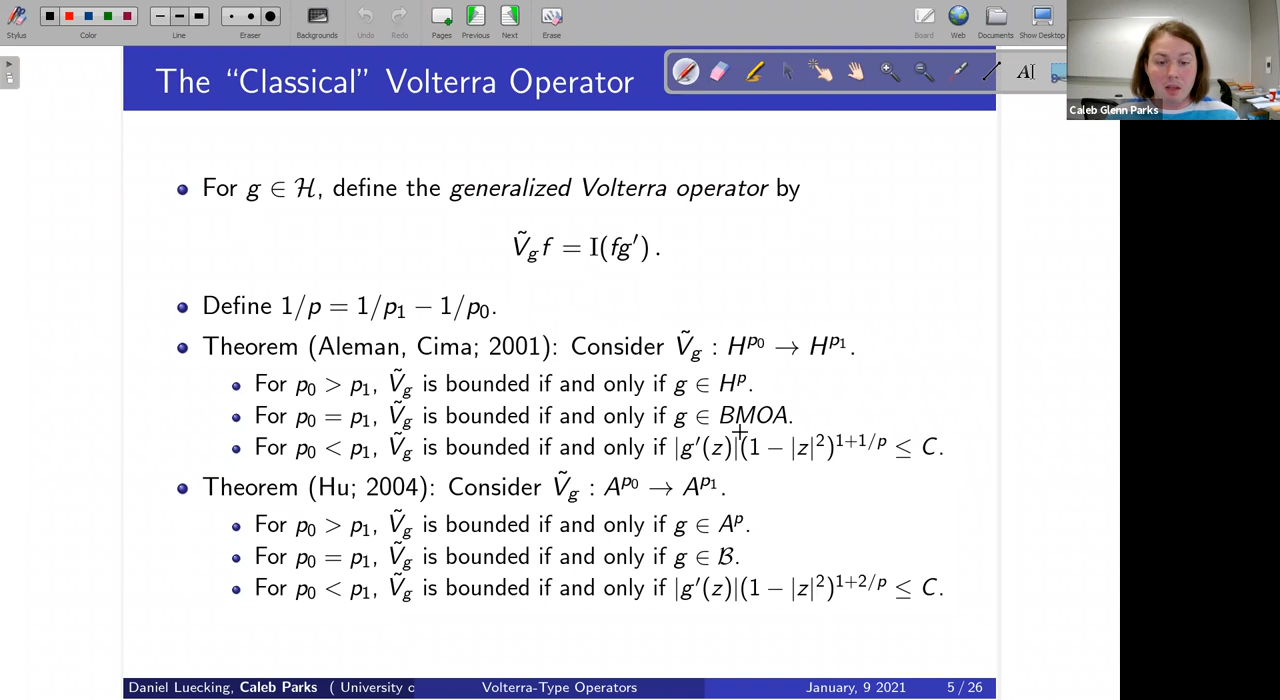 Stylus Color Line Eraser Backgrounds Undo Redo Pages Previous Next Erase Board Web Documents Show Desktop
The “Classical” Volterra Operator
Caleb Glenn Parks
For g ∈ ℋ, define the generalized Volterra operator by
Ṽ_g f = I(fg′).
Define 1/p = 1/p₁ − 1/p₀.
Theorem (Aleman, Cima; 2001): Consider Ṽ_g : H^{p₀} → H^{p₁}.
For p₀ > p₁, Ṽ_g is bounded if and only if g ∈ H^p.
For p₀ = p₁, Ṽ_g is bounded if and only if g ∈ BMOA.
For p₀ < p₁, Ṽ_g is bounded if and only if |g′(z)|(1 − |z|²)^{1+1/p} ≤ C.
Theorem (Hu; 2004): Consider Ṽ_g : A^{p₀} → A^{p₁}.
For p₀ > p₁, Ṽ_g is bounded if and only if g ∈ A^p.
For p₀ = p₁, Ṽ_g is bounded if and only if g ∈ ℬ.
For p₀ < p₁, Ṽ_g is bounded if and only if |g′(z)|(1 − |z|²)^{1+2/p} ≤ C.
Daniel Luecking, Caleb Parks ( University o Volterra-Type Operators January, 9 2021 5 / 26